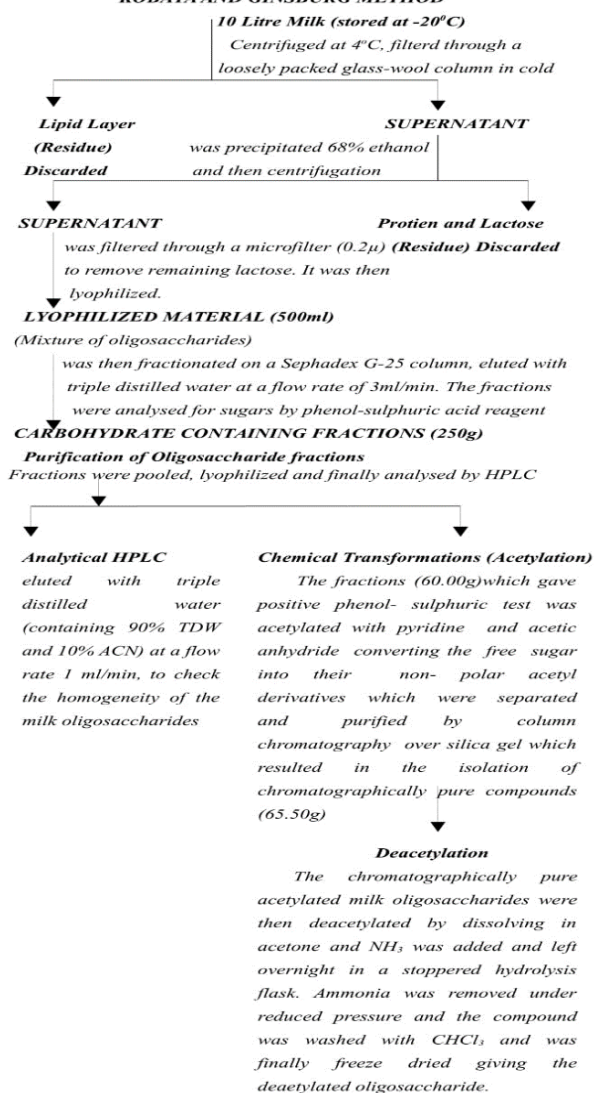 KOBATA AND GINSBURG METHOD
10 Litre Milk (stored at -20⁰C)
Centrifuged at 4ºC, filterd through a
loosely packed glass-wool column in cold
Lipid Layer
(Residue)
Discarded
SUPERNATANT
was precipitated 68% ethanol
and then centrifugation
SUPERNATANT
Protien and Lactose
was filtered through a microfilter (0.2µ) (Residue) Discarded
to remove remaining lactose. It was then
lyophilized.
LYOPHILIZED MATERIAL (500ml)
(Mixture of oligosaccharides)
was then fractionated on a Sephadex G-25 column, eluted with
triple distilled water at a flow rate of 3ml/min. The fractions
were analysed for sugars by phenol-sulphuric acid reagent
CARBOHYDRATE CONTAINING FRACTIONS (250g)
Purification of Oligosaccharide fractions
Fractions were pooled, lyophilized and finally analysed by HPLC
Analytical HPLC
eluted with triple
distilled water
(containing 90% TDW
and 10% ACN) at a flow
rate 1 ml/min, to check
the homogeneity of the
milk oligosaccharides
Chemical Transformations (Acetylation)
The fractions (60.00g)which gave
positive phenol- sulphuric test was
acetylated with pyridine and acetic
anhydride converting the free sugar
into their non- polar acetyl
derivatives which were separated
and purified by column
chromatography over silica gel which
resulted in the isolation of
chromatographically pure compounds
(65.50g)
Deacetylation
The chromatographically pure
acetylated milk oligosaccharides were
then deacetylated by dissolving in
acetone and NH₃ was added and left
overnight in a stoppered hydrolysis
flask. Ammonia was removed under
reduced pressure and the compound
was washed with CHCl₃ and was
finally freeze dried giving the
deaetylated oligosaccharide.